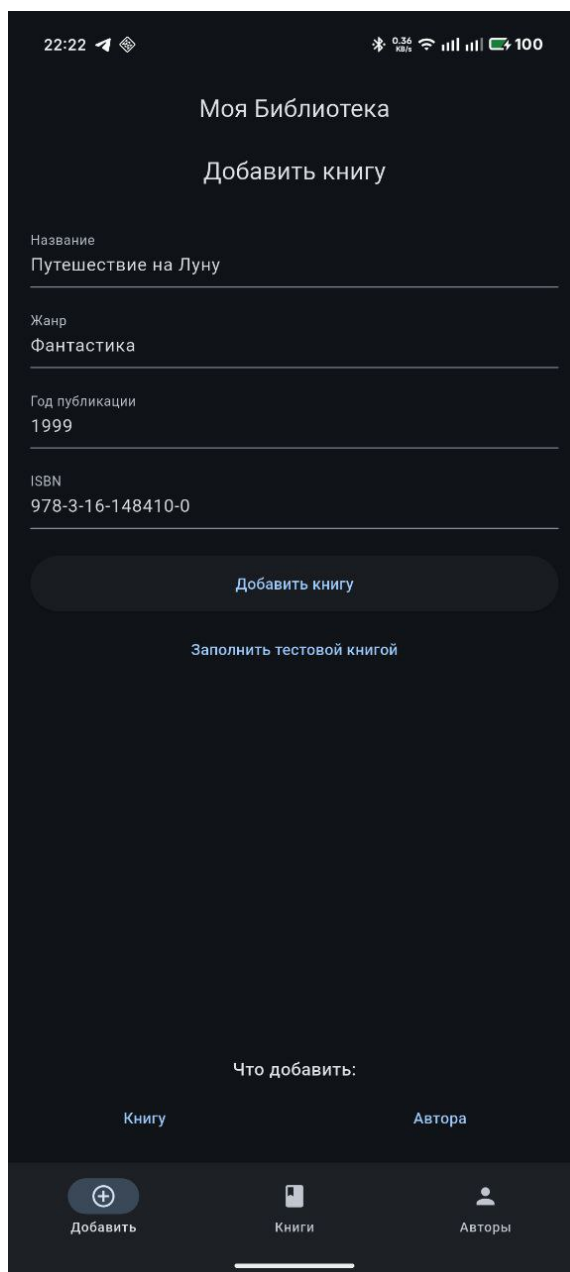 22:22
0.36 KB/s
100
Моя Библиотека
Добавить книгу
Название
Путешествие на Луну
Жанр
Фантастика
Год публикации
1999
ISBN
978-3-16-148410-0
Добавить книгу
Заполнить тестовой книгой
Что добавить:
Книгу
Автора
Добавить
Книги
Авторы